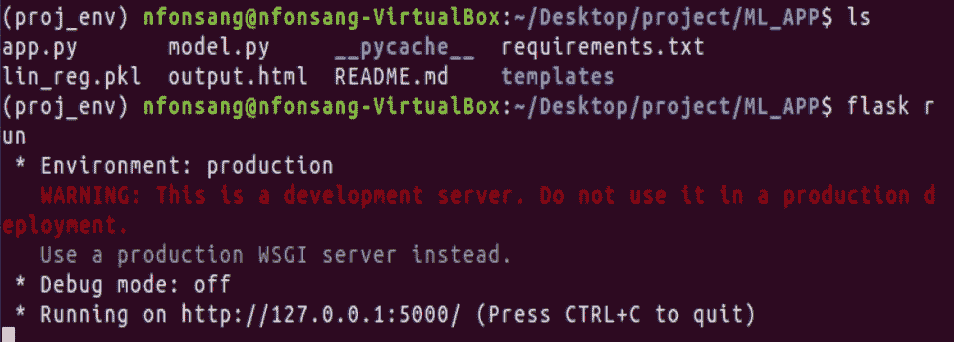 (proj_env) nfonsang@nfonsang-VirtualBox:~/Desktop/project/ML_APP$ ls
app.py model.py __pycache__ requirements.txt
lin_reg.pkl output.html README.md templates
(proj_env) nfonsang@nfonsang-VirtualBox:~/Desktop/project/ML_APP$ flask r
un
* Environment: production
WARNING: This is a development server. Do not use it in a production d
eployment.
Use a production WSGI server instead.
* Debug mode: off
* Running on http://127.0.0.1:5000/ (Press CTRL+C to quit)